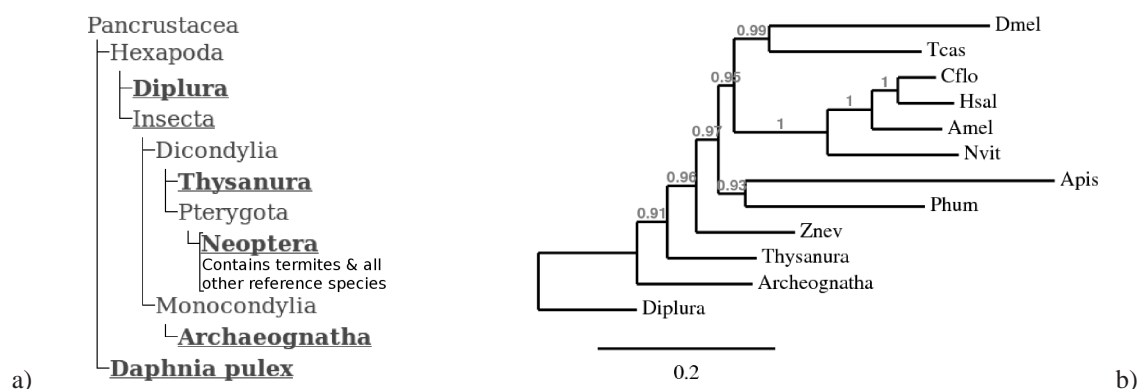 Pancrustacea
Hexapoda
Diplura
Insecta
Dicondylia
Thysanura
Pterygota
Neoptera
Contains termites & all
other reference species
Monocondylia
Archaeognatha
Daphnia pulex
a)
0.99
Dmel
Tcas
0.95
Cflo
1
Hsal
1
Amel
1
Nvit
0.97
Apis
0.93
Phum
0.96
Znev
0.91
Thysanura
Archeognatha
Diplura
0.2
b)